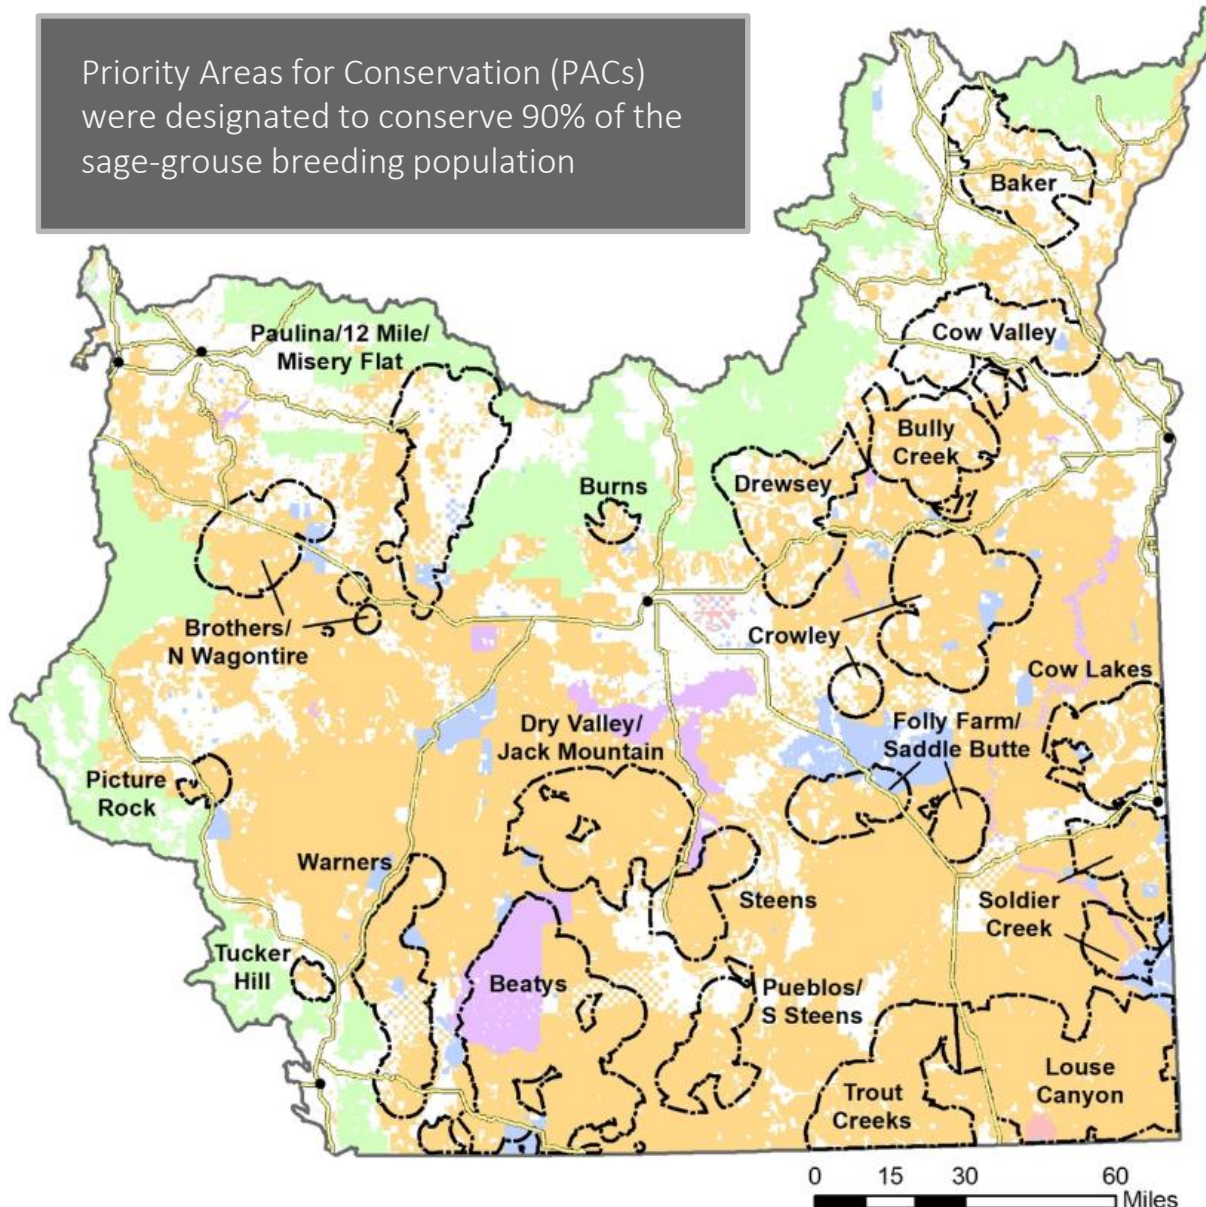 Priority Areas for Conservation (PACs)
were designated to conserve 90% of the
sage-grouse breeding population
Baker
Cow Valley
Paulina/12 Mile/
Misery Flat
Bully
Creek
Burns
Drewsey
Brothers/
N Wagontire
Crowley
Cow Lakes
Dry Valley/
Jack Mountain
Folly Farm/
Saddle Butte
Picture
Rock
Warners
Steens
Soldier
Creek
Tucker
Hill
Beatys
Pueblos/
S Steens
Trout
Creeks
Louse
Canyon
0 15 30 60
Miles